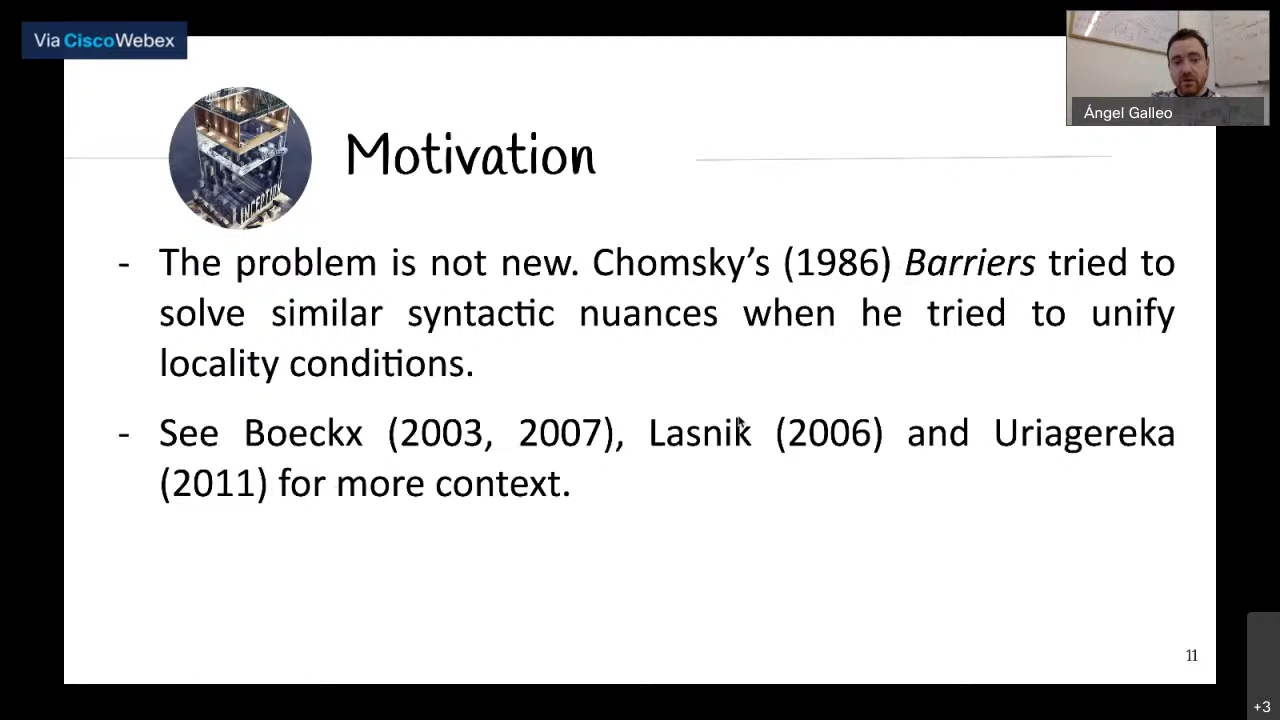 Via CiscoWebex
Ángel Galleo
INCEPTION
Motivation
- The problem is not new. Chomsky’s (1986) Barriers tried to
solve similar syntactic nuances when he tried to unify
locality conditions.
- See Boeckx (2003, 2007), Lasnik (2006) and Uriagereka
(2011) for more context.
11
+3